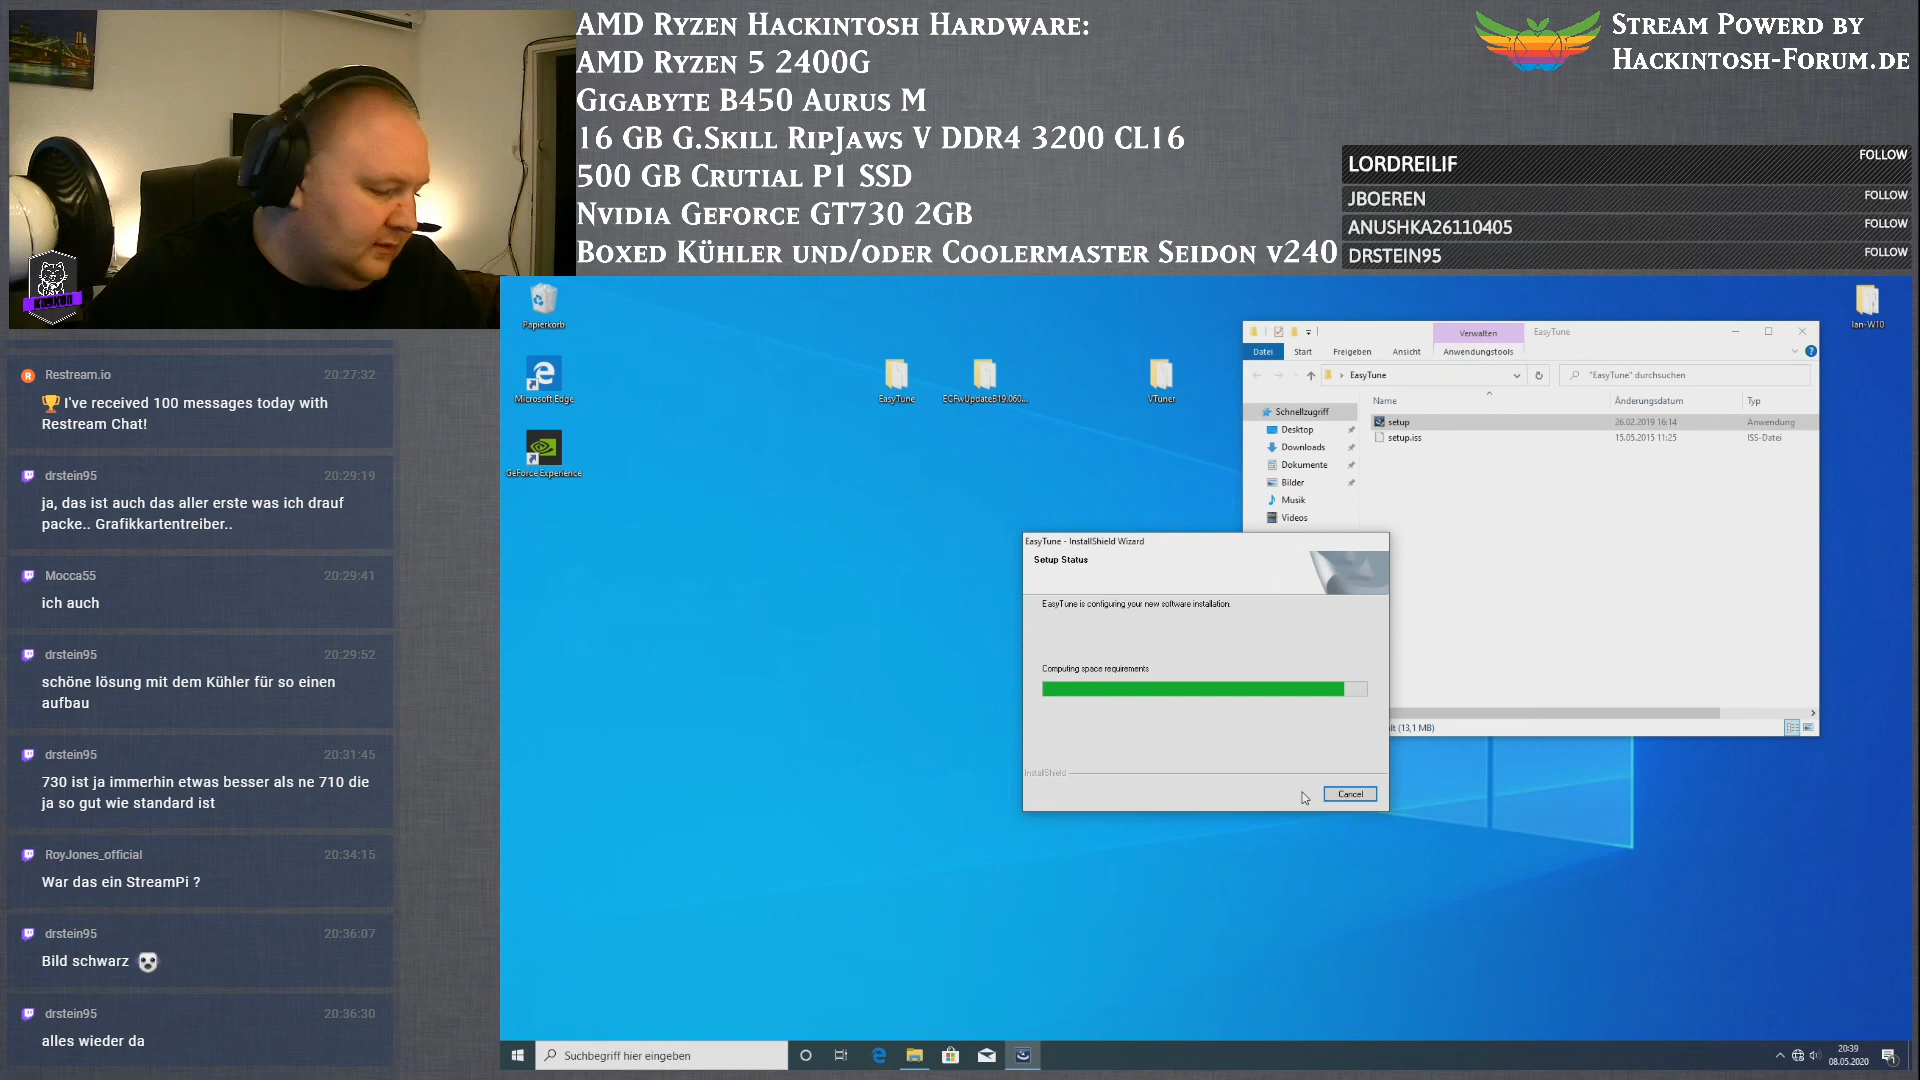 AMD Ryzen Hackintosh Hardware:
AMD Ryzen 5 2400G
Gigabyte B450 Aurus M
16 GB G.Skill RipJaws V DDR4 3200 CL16
500 GB Crutial P1 SSD
Nvidia Geforce GT730 2GB
Boxed Kühler und/oder Coolermaster Seidon v240
Stream Powerd by
Hackintosh-Forum.de
LORDREILIF FOLLOW
JBOEREN FOLLOW
ANUSHKA26110405 FOLLOW
DRSTEIN95 FOLLOW
Restream.io 20:27:32
I've received 100 messages today with
Restream Chat!
drstein95 20:29:19
ja, das ist auch das aller erste was ich drauf
packe.. Grafikkartentreiber..
Mocca55 20:29:41
ich auch
drstein95 20:29:52
schöne lösung mit dem Kühler für so einen
aufbau
drstein95 20:31:45
730 ist ja immerhin etwas besser als ne 710 die
ja so gut wie standard ist
RoyJones_official 20:34:15
War das ein StreamPi ?
drstein95 20:36:07
Bild schwarz
drstein95 20:36:30
alles wieder da
Papierkorb
Microsoft Edge
GeForce Experience
EasyTune
ECFwUpdateB19.060...
VTuner
lan-W10
Verwalten
EasyTune
Datei Start Freigeben Ansicht Anwendungstools
EasyTune
"EasyTune" durchsuchen
Name Änderungsdatum Typ
Schnellzugriff
Desktop
Downloads
Dokumente
Bilder
Musik
Videos
setup 26.02.2019 16:14 Anwendung
setup.iss 15.05.2015 11:25 ISS-Datei
(13,1 MB)
EasyTune - InstallShield Wizard
Setup Status
EasyTune is configuring your new software installation.
Computing space requirements
InstallShield
Cancel
Suchbegriff hier eingeben
20:39
08.05.2020